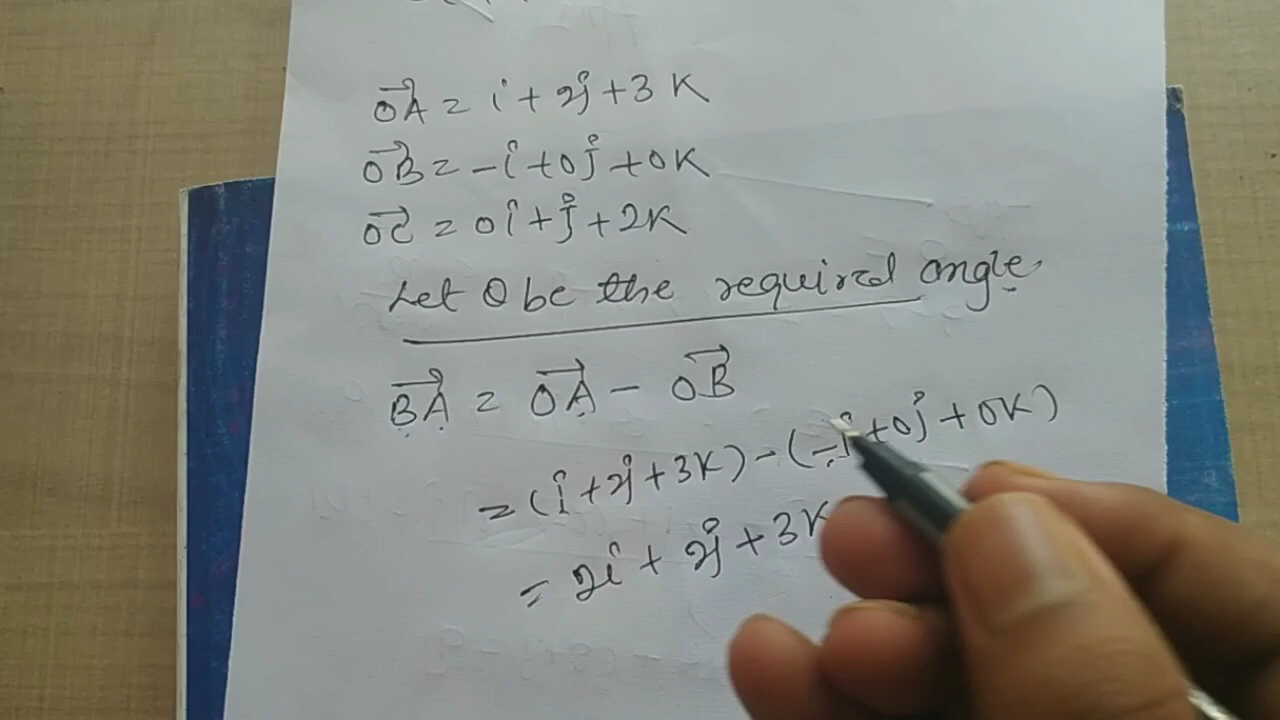 OA = i + 2j + 3K
OB = -i + 0j + 0K
OC = 0i + j + 2K
Let θ be the required angle.
BA = OA - OB
= (i + 2j + 3K) - (-i + 0j + 0K)
= 2i + 2j + 3K